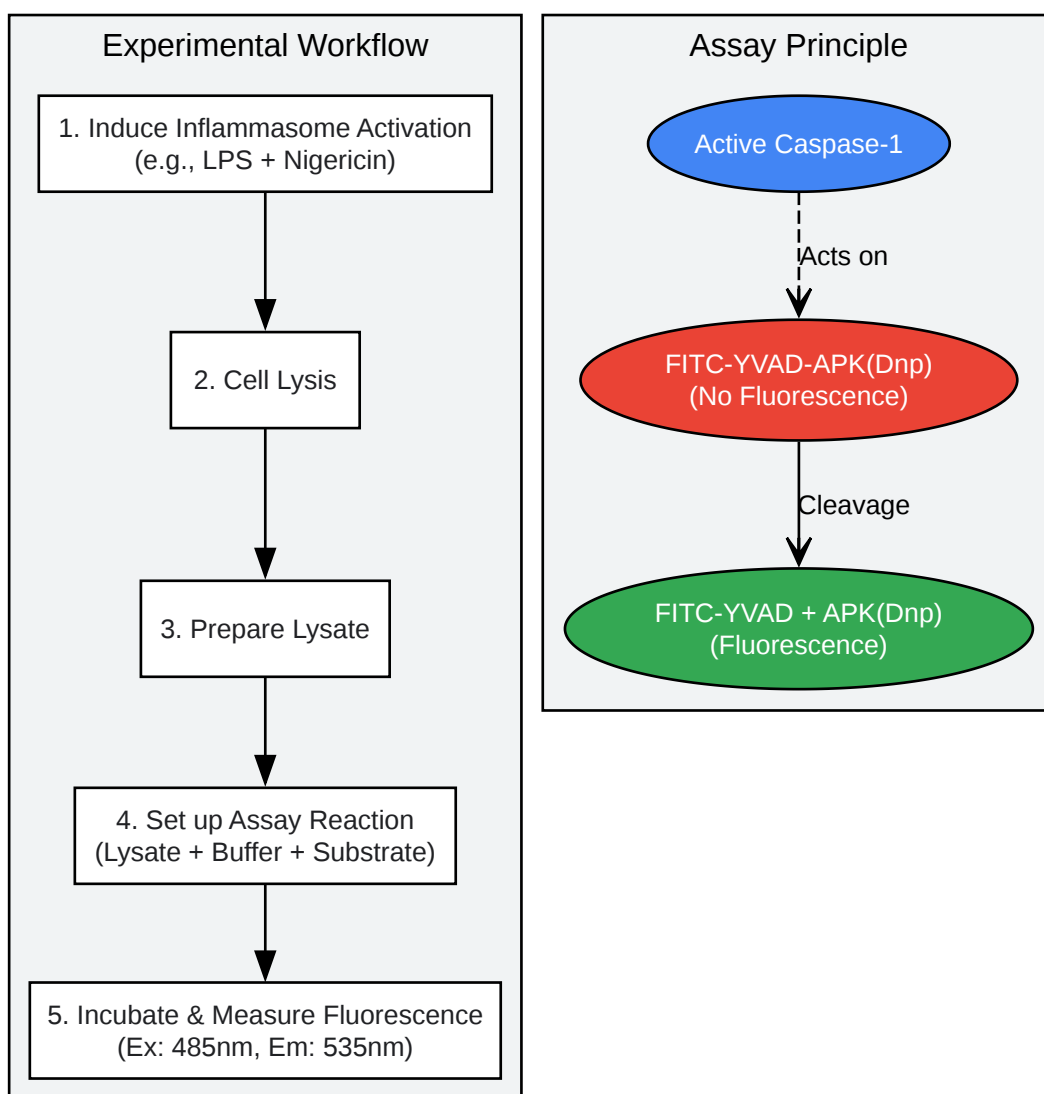 Experimental Workflow
1. Induce Inflammasome Activation
(e.g., LPS + Nigericin)
2. Cell Lysis
3. Prepare Lysate
4. Set up Assay Reaction
(Lysate + Buffer + Substrate)
5. Incubate & Measure Fluorescence
(Ex: 485nm, Em: 535nm)
Assay Principle
Active Caspase-1
Acts on
FITC-YVAD-APK(Dnp)
(No Fluorescence)
Cleavage
FITC-YVAD + APK(Dnp)
(Fluorescence)